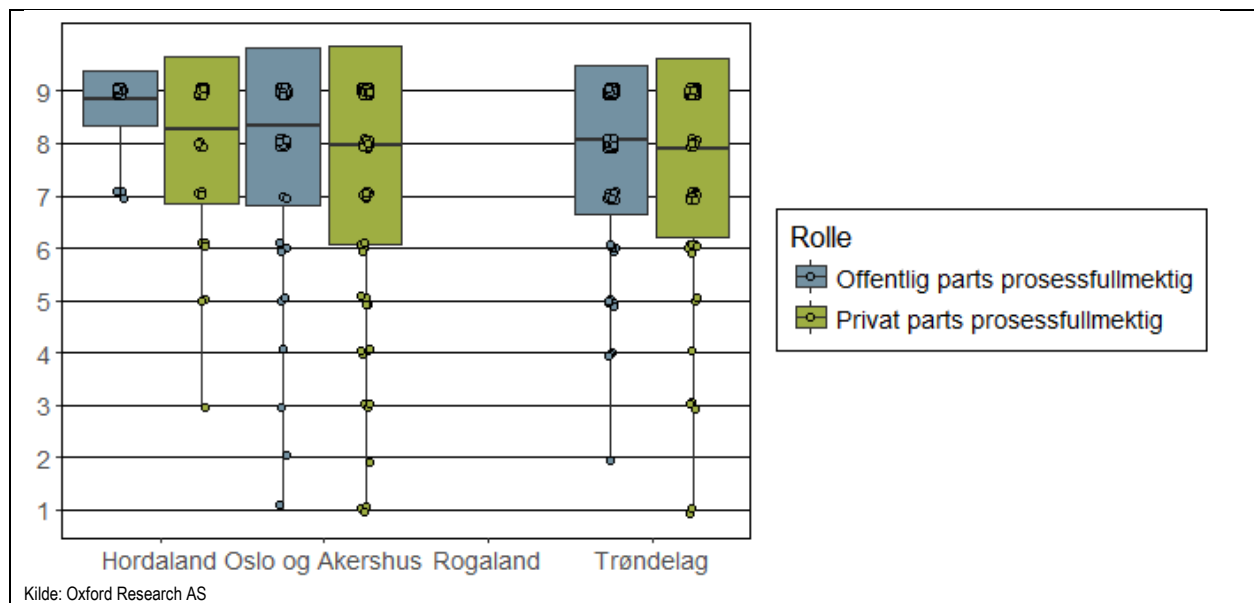 9
8
7
6
5
4
3
2
1
Hordaland Oslo og Akershus Rogaland Trøndelag
Rolle
Offentlig parts prosessfullmektig
Privat parts prosessfullmektig
Kilde: Oxford Research AS